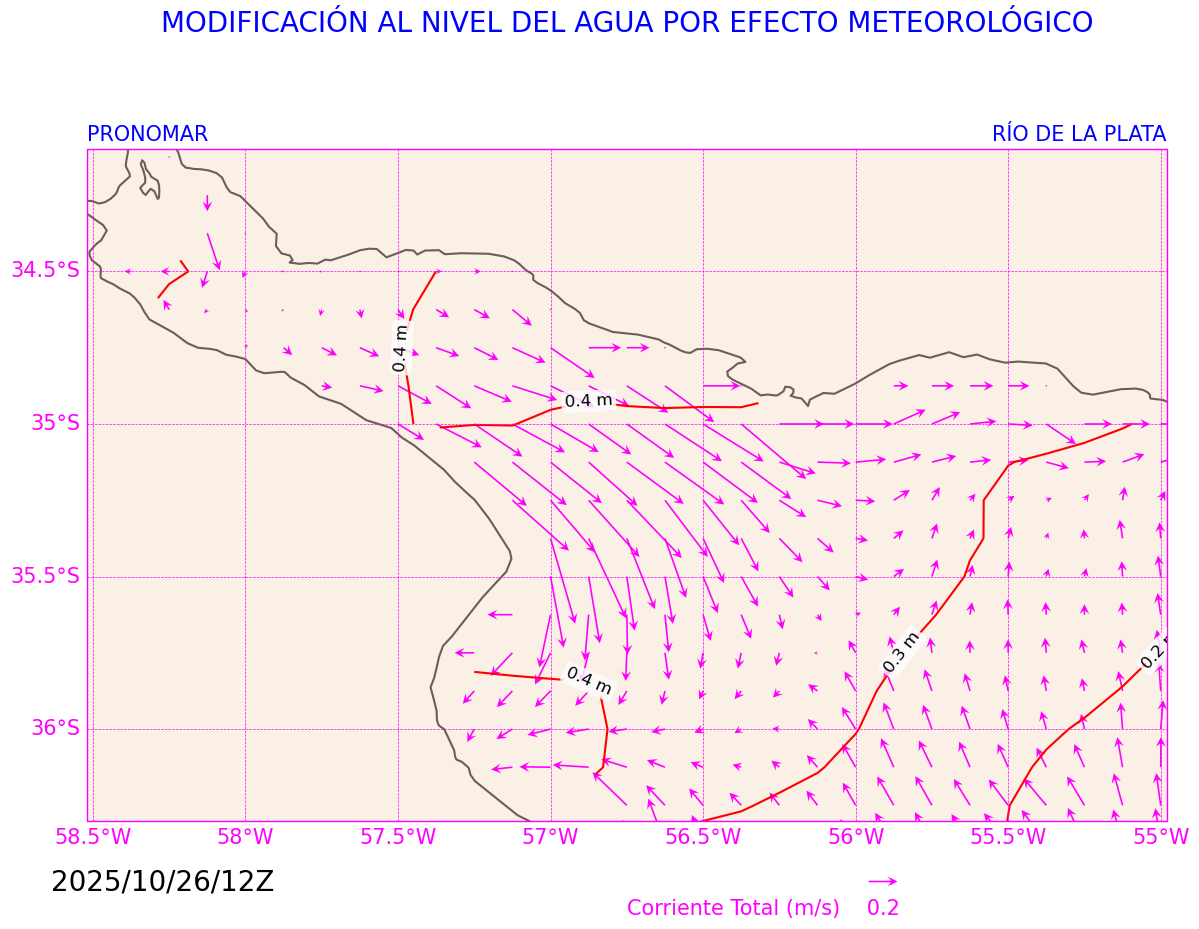 MODIFICACIÓN AL NIVEL DEL AGUA POR EFECTO METEOROLÓGICO
PRONOMAR
RÍO DE LA PLATA
34.5°S
0.4 m
0.4 m
35°S
35.5°S
0.3 m
0.2
0.4 m
36°S
58.5°W 58°W 57.5°W 57°W 56.5°W 56°W 55.5°W 55°W
2025/10/26/12Z
Corriente Total (m/s) 0.2